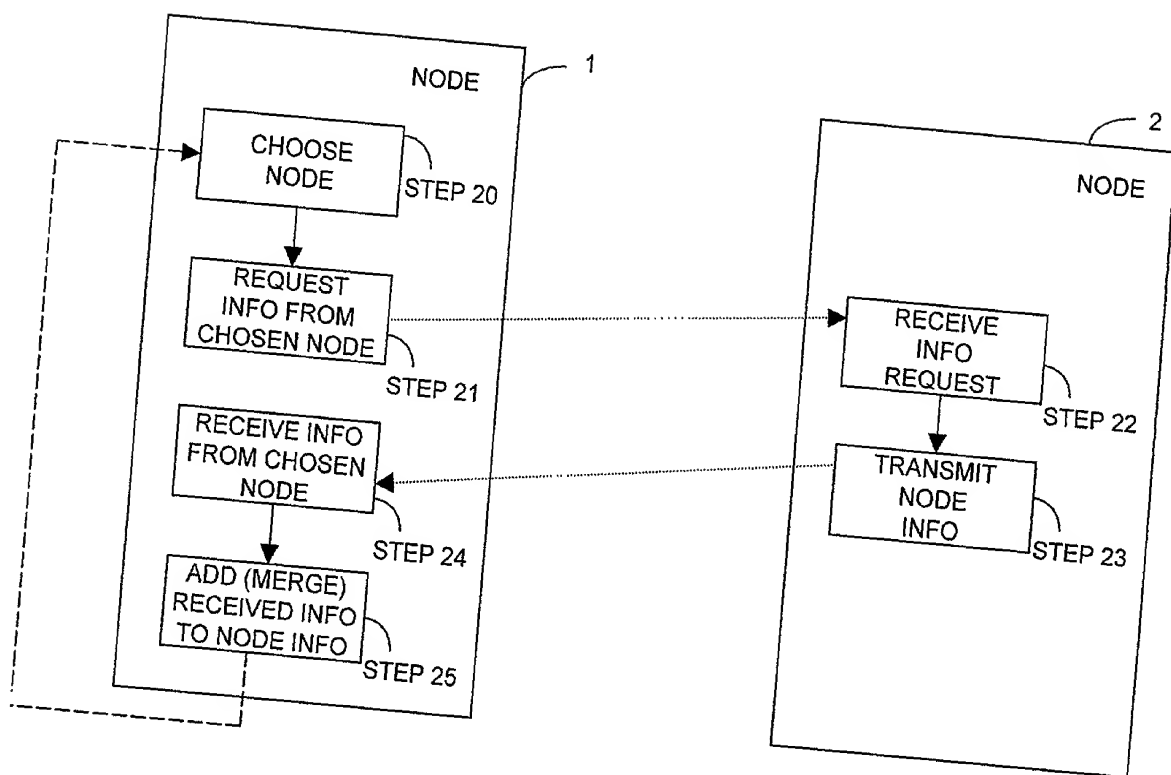 NODE
1
CHOOSE
NODE
STEP 20
REQUEST
INFO FROM
CHOSEN NODE
STEP 21
RECEIVE INFO
FROM CHOSEN
NODE
STEP 24
ADD (MERGE)
RECEIVED INFO
TO NODE INFO
STEP 25
2
NODE
RECEIVE
INFO
REQUEST
STEP 22
TRANSMIT
NODE
INFO
STEP 23